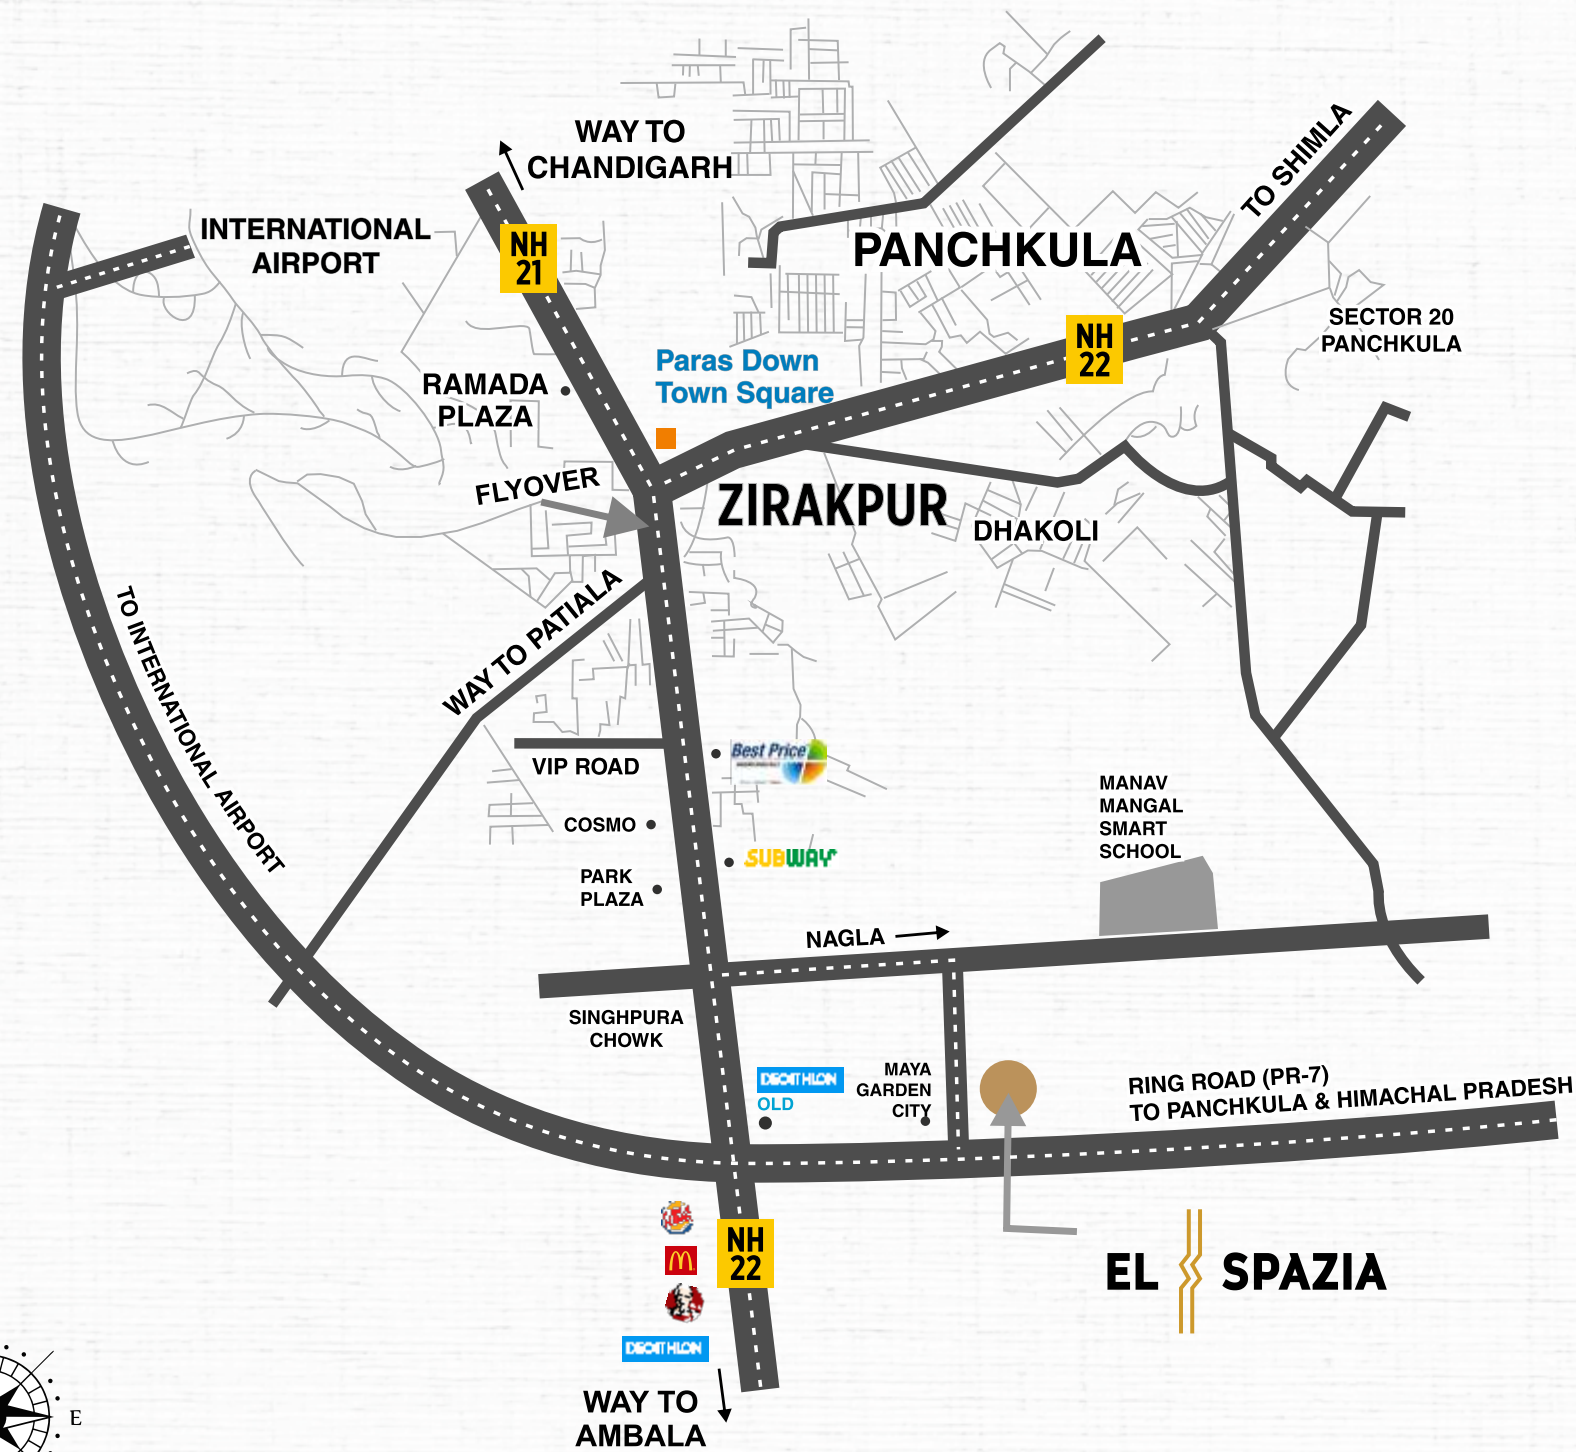 WAY TO
CHANDIGARH
TO SHIMLA
INTERNATIONAL
AIRPORT
NH
21
PANCHKULA
SECTOR 20
PANCHKULA
NH
22
Paras Down
Town Square
RAMADA
PLAZA
FLYOVER
ZIRAKPUR
DHAKOLI
TO INTERNATIONAL AIRPORT
WAY TO PATIALA
VIP ROAD
Best Price
COSMO
SUBWAY
PARK
PLAZA
MANAV
MANGAL
SMART
SCHOOL
NAGLA
SINGHPURA
CHOWK
DECATHLON
OLD
MAYA
GARDEN
CITY
RING ROAD (PR-7)
TO PANCHKULA & HIMACHAL PRADESH
NH
22
EL SPAZIA
DECATHLON
WAY TO
AMBALA
E